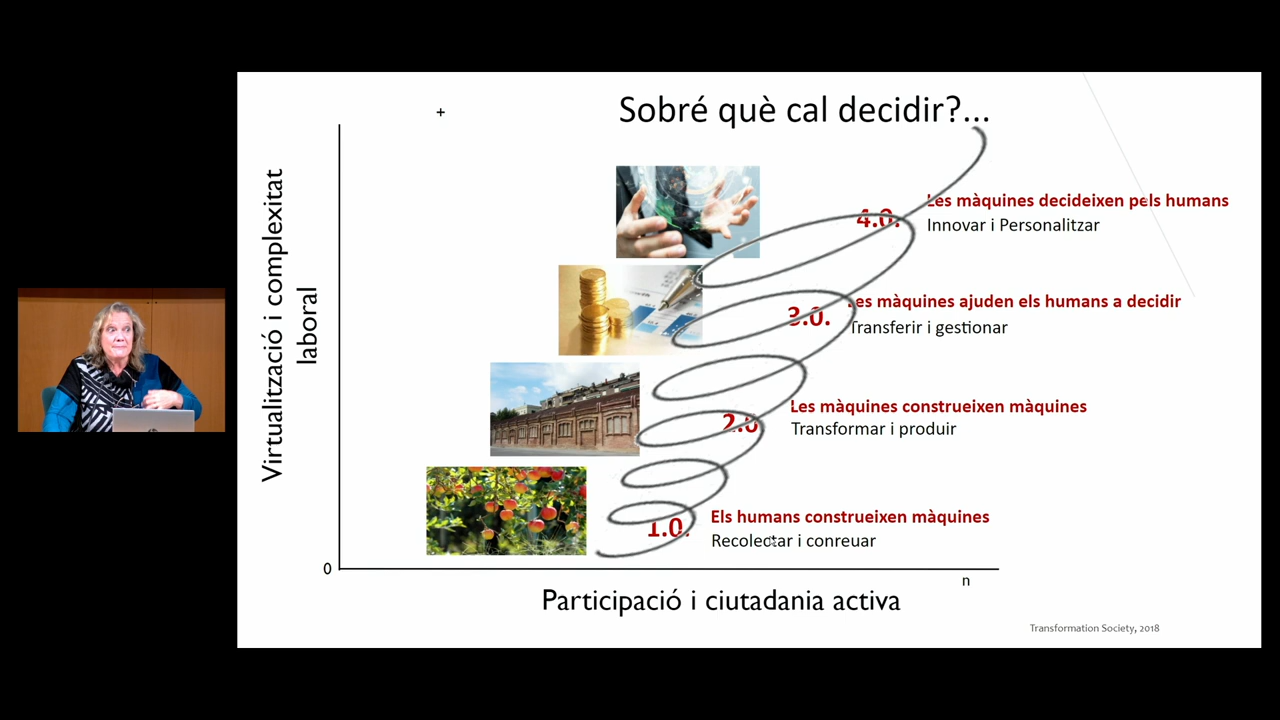 +
Sobré què cal decidir?...
Virtualització i complexitat
laboral
4.0.
Les màquines decideixen pels humans
Innovar i Personalitzar
3.0.
Les màquines ajuden els humans a decidir
Transferir i gestionar
2.0
Les màquines construeixen màquines
Transformar i produir
1.0.
Els humans construeixen màquines
Recolectar i conreuar
0
n
Participació i ciutadania activa
Transformation Society, 2018